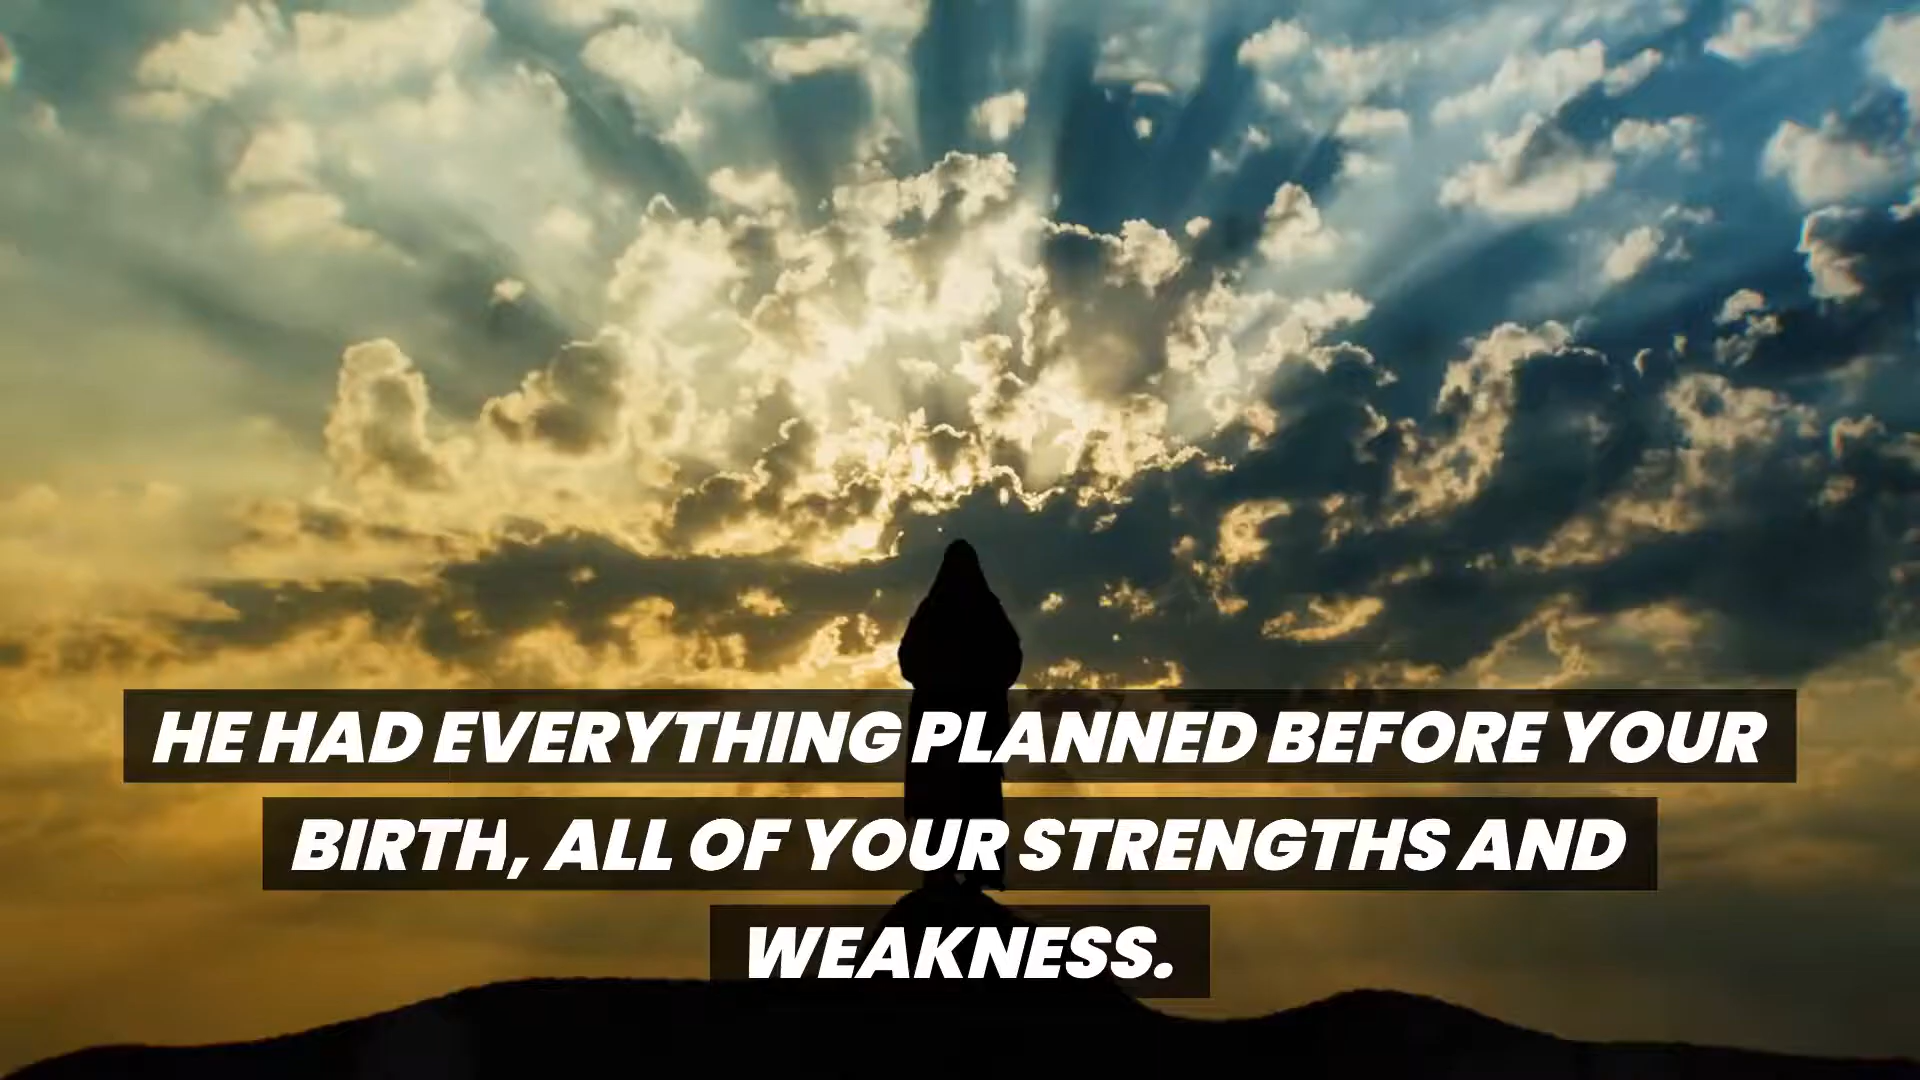 HE HAD EVERYTHING PLANNED BEFORE YOUR
BIRTH, ALL OF YOUR STRENGTHS AND
WEAKNESS.